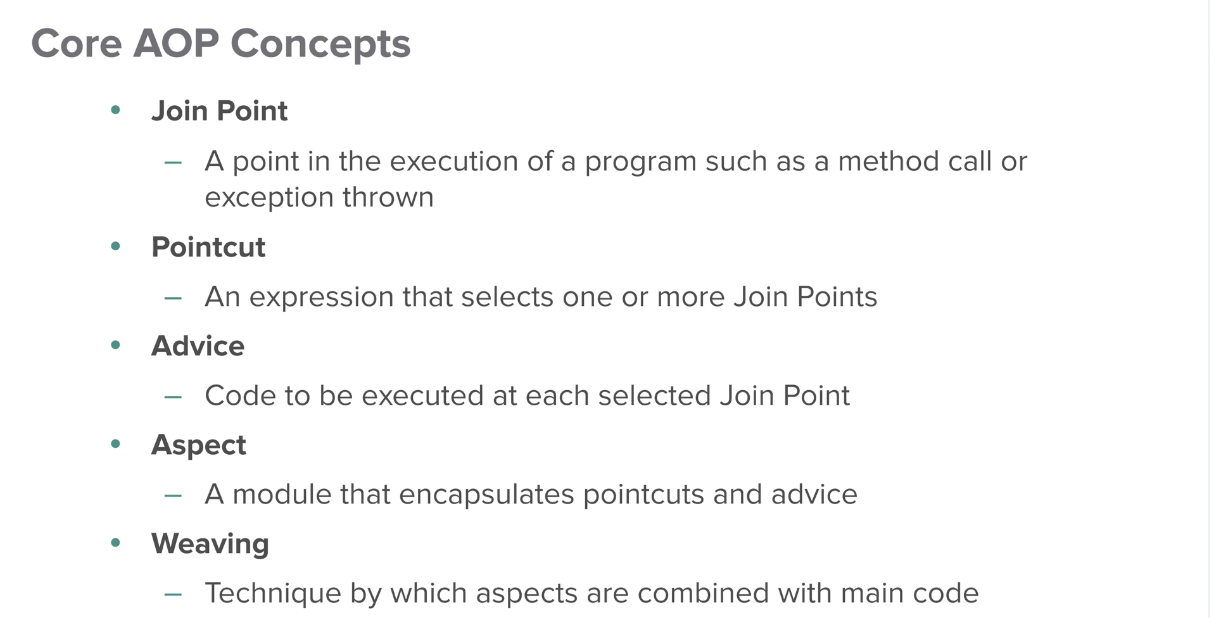 Core AOP Concepts
• Join Point
– A point in the execution of a program such as a method call or
exception thrown
• Pointcut
– An expression that selects one or more Join Points
• Advice
– Code to be executed at each selected Join Point
• Aspect
– A module that encapsulates pointcuts and advice
• Weaving
– Technique by which aspects are combined with main code